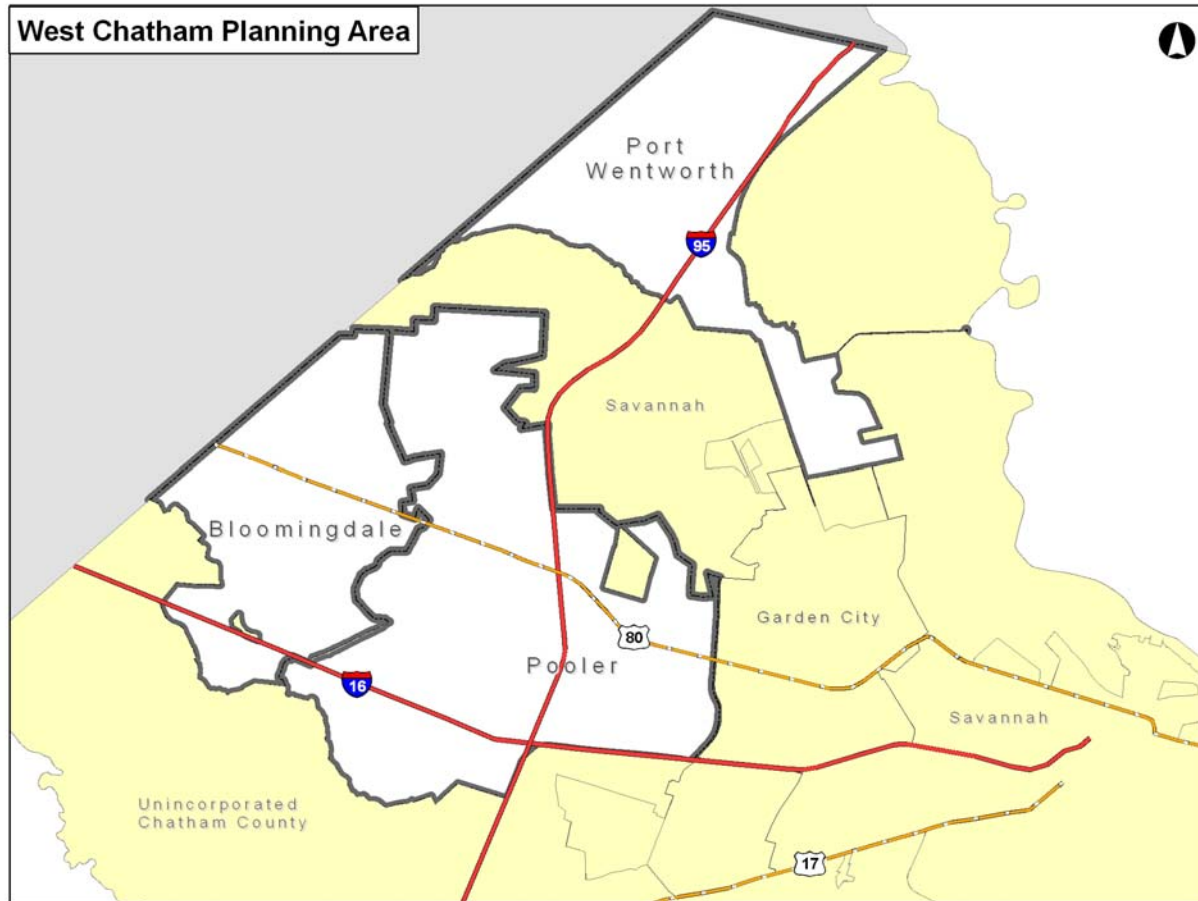 West Chatham Planning Area
Port
Wentworth
95
Savannah
Bloomingdale
Garden City
80
Pooler
16
Savannah
Unincorporated
Chatham County
17